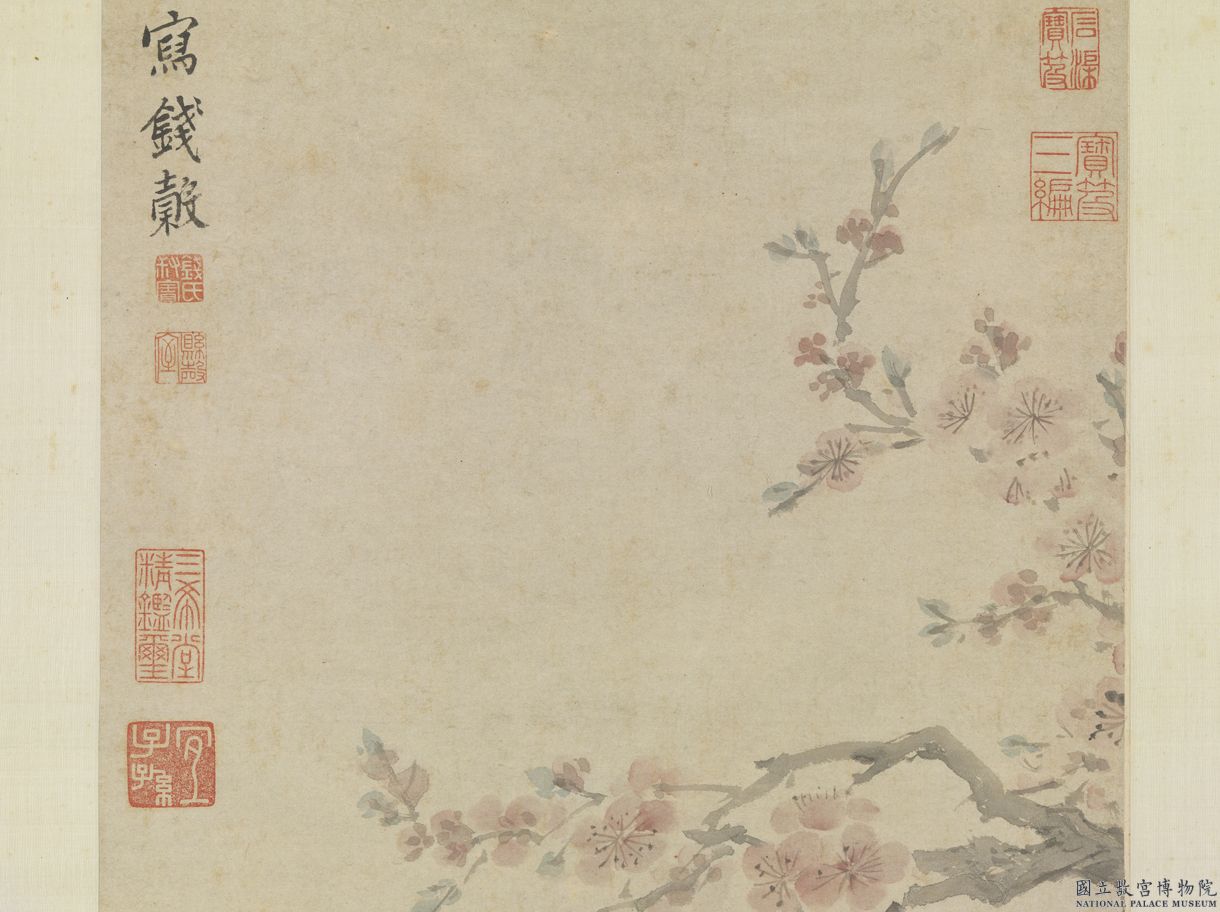 寫錢穀
錢氏
叔寶
懸磬
室
三希堂
精鑑璽
宜
子孫
石渠
寶笈
寶笈
三編
國立故宮博物院
NATIONAL PALACE MUSEUM